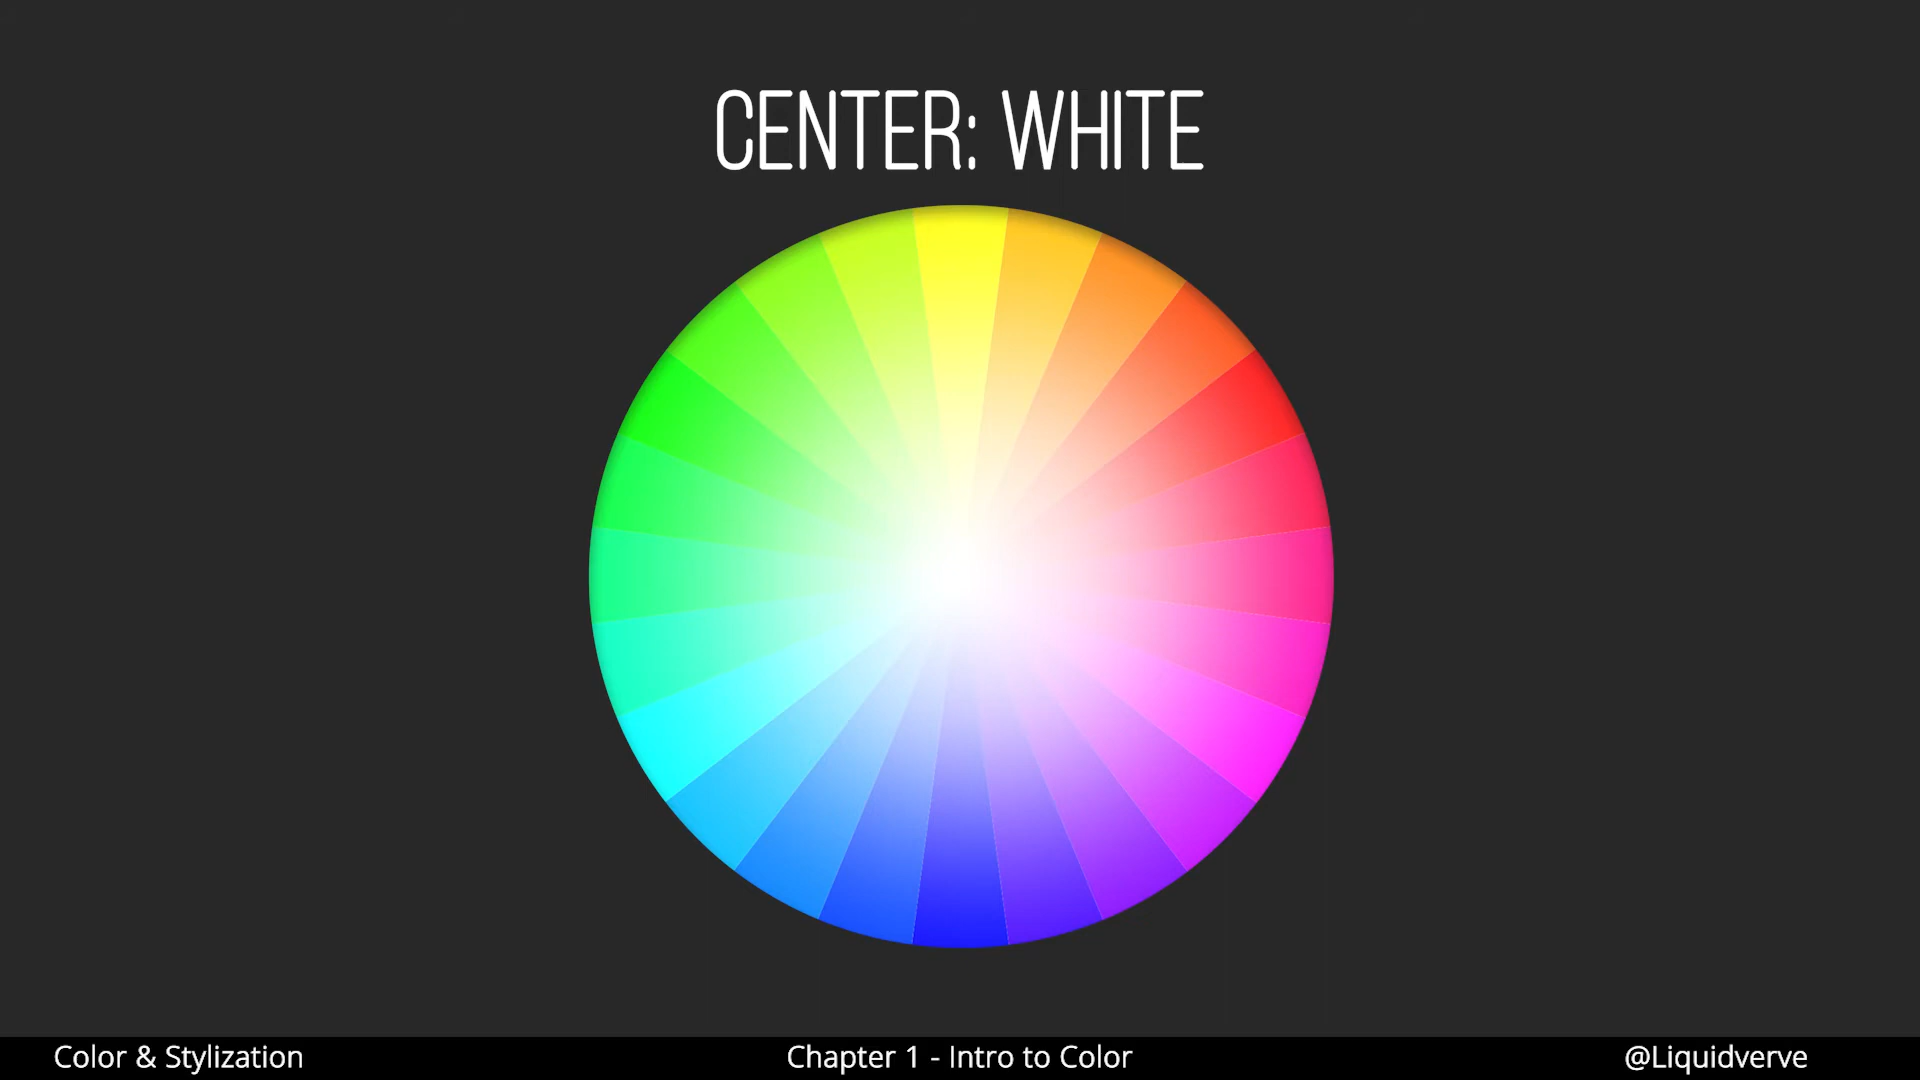 CENTER: WHITE
Color & Stylization
Chapter 1 - Intro to Color
@Liquidverve